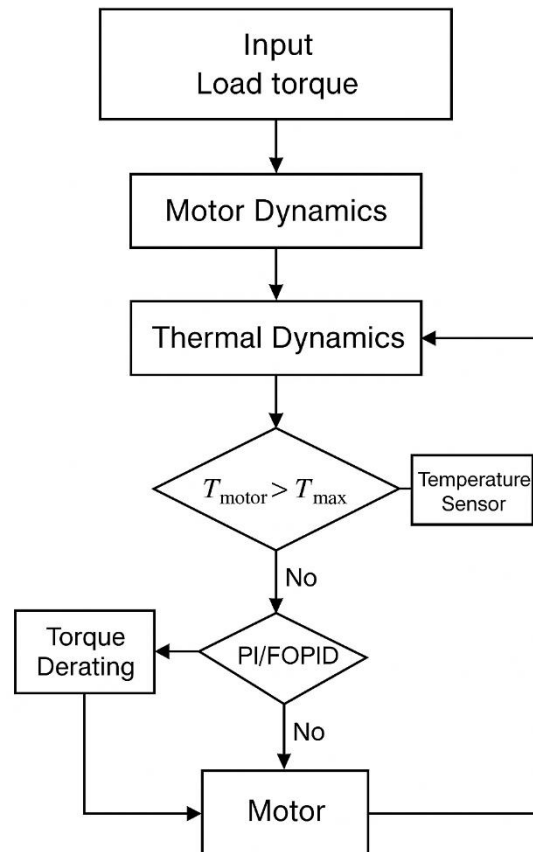 Input
Load torque
Motor Dynamics
Thermal Dynamics
T_motor > T_max
Temperature
Sensor
No
PI/FOPID
Torque
Derating
No
Motor